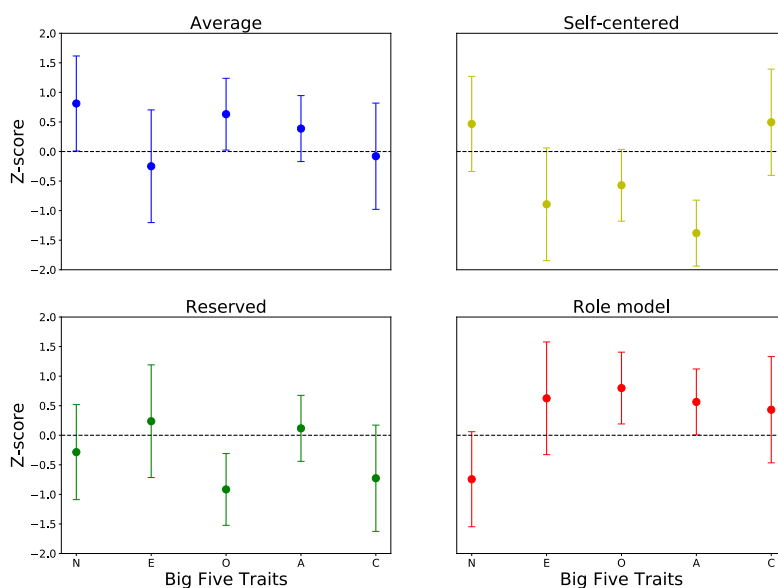 Average
Self-centered
2.0
1.5
1.0
0.5
0.0
−0.5
−1.0
−1.5
−2.0
Z-score
Reserved
Role model
2.0
1.5
1.0
0.5
0.0
−0.5
−1.0
−1.5
−2.0
Z-score
N E O A C
N E O A C
Big Five Traits
Big Five Traits